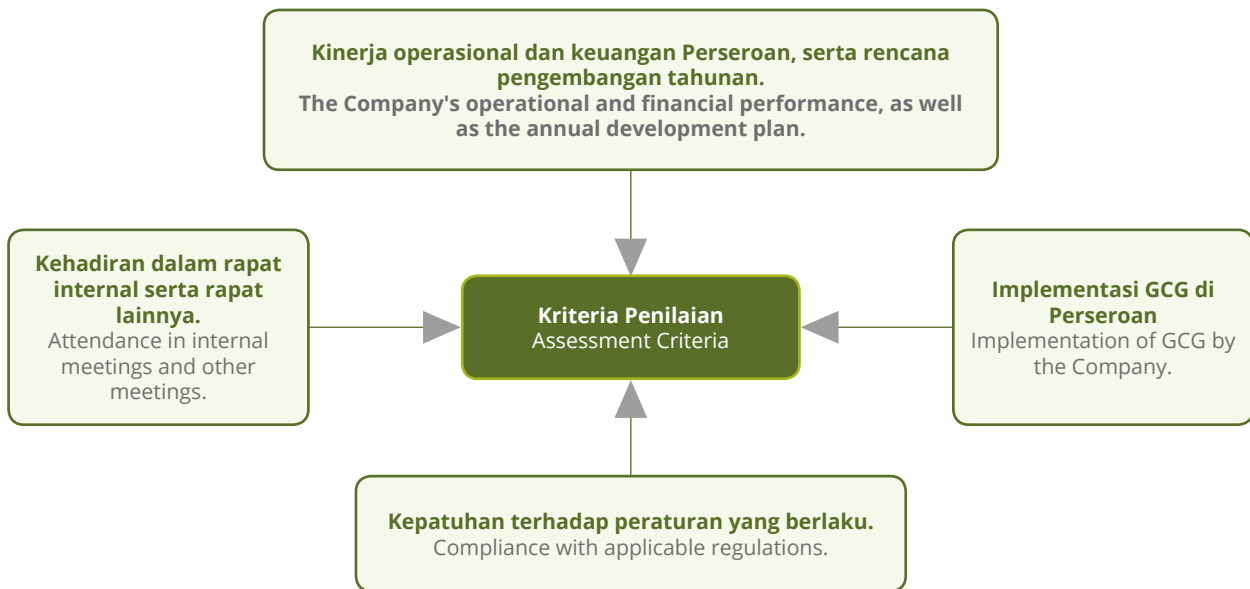 Kinerja operasional dan keuangan Perseroan, serta rencana
pengembangan tahunan.
The Company's operational and financial performance, as well
as the annual development plan.
Kehadiran dalam rapat
internal serta rapat
lainnya.
Attendance in internal
meetings and other
meetings.
Kriteria Penilaian
Assessment Criteria
Implementasi GCG di
Perseroan
Implementation of GCG by
the Company.
Kepatuhan terhadap peraturan yang berlaku.
Compliance with applicable regulations.